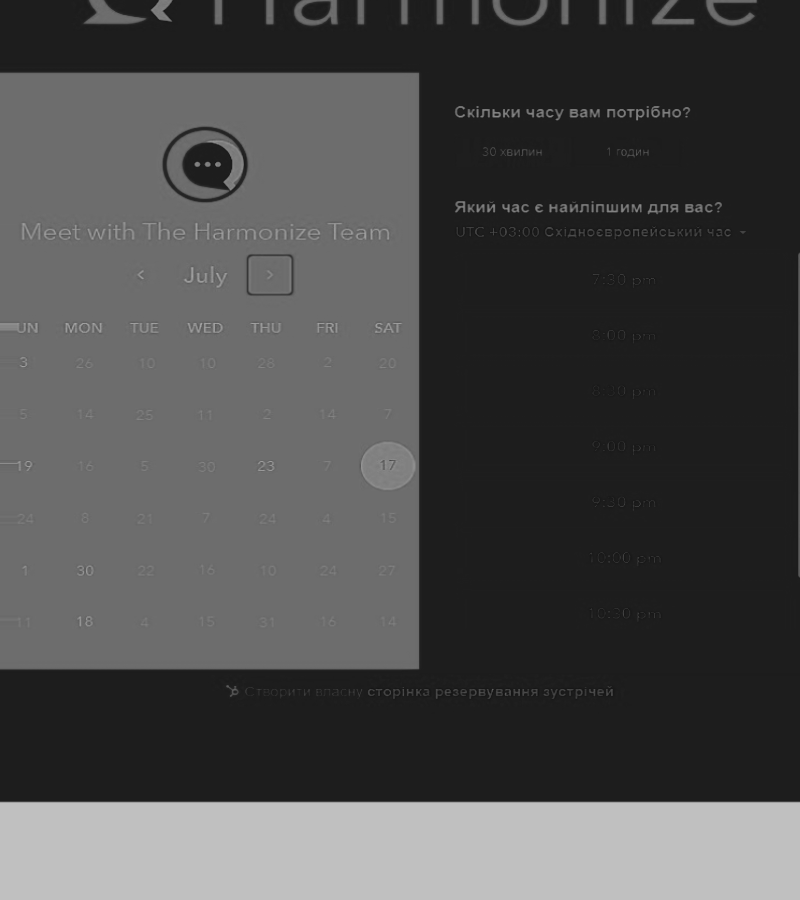 Harmonize
Meet with The Harmonize Team
< July >
UN MON TUE WED THU FRI SAT
3 26 10 10 28 2 20
5 14 25 11 2 14 7
19 16 5 30 23 7 17
24 8 21 7 24 4 15
1 30 22 16 10 24 27
11 18 4 15 31 16 14
Скільки часу вам потрібно?
30 хвилин 1 годин
Який час є найліпшим для вас?
UTC +03:00 Східноєвропейський час
7:30 pm
8:00 pm
8:30 pm
9:00 pm
9:30 pm
10:00 pm
10:30 pm
Створити власну сторінка резервування зустрічей